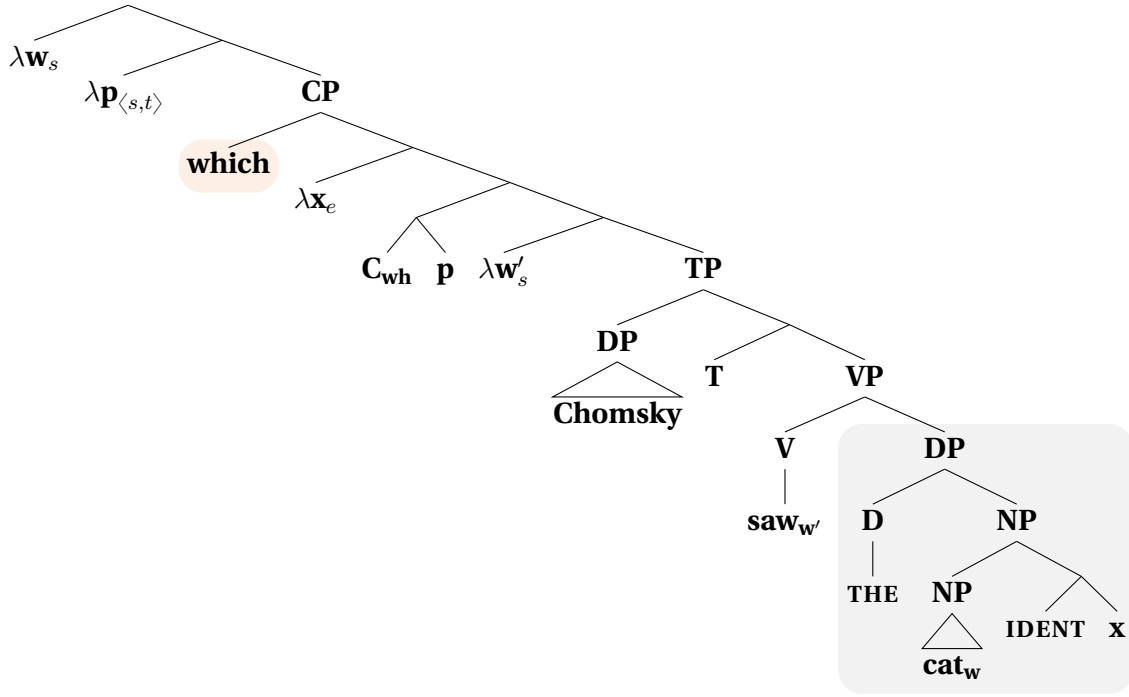 λw_s
λp_⟨s,t⟩
CP
which
λx_e
C_wh p λw′_s TP
DP
T VP
Chomsky
V DP
saw_w′ D NP
THE NP
IDENT x
cat_w